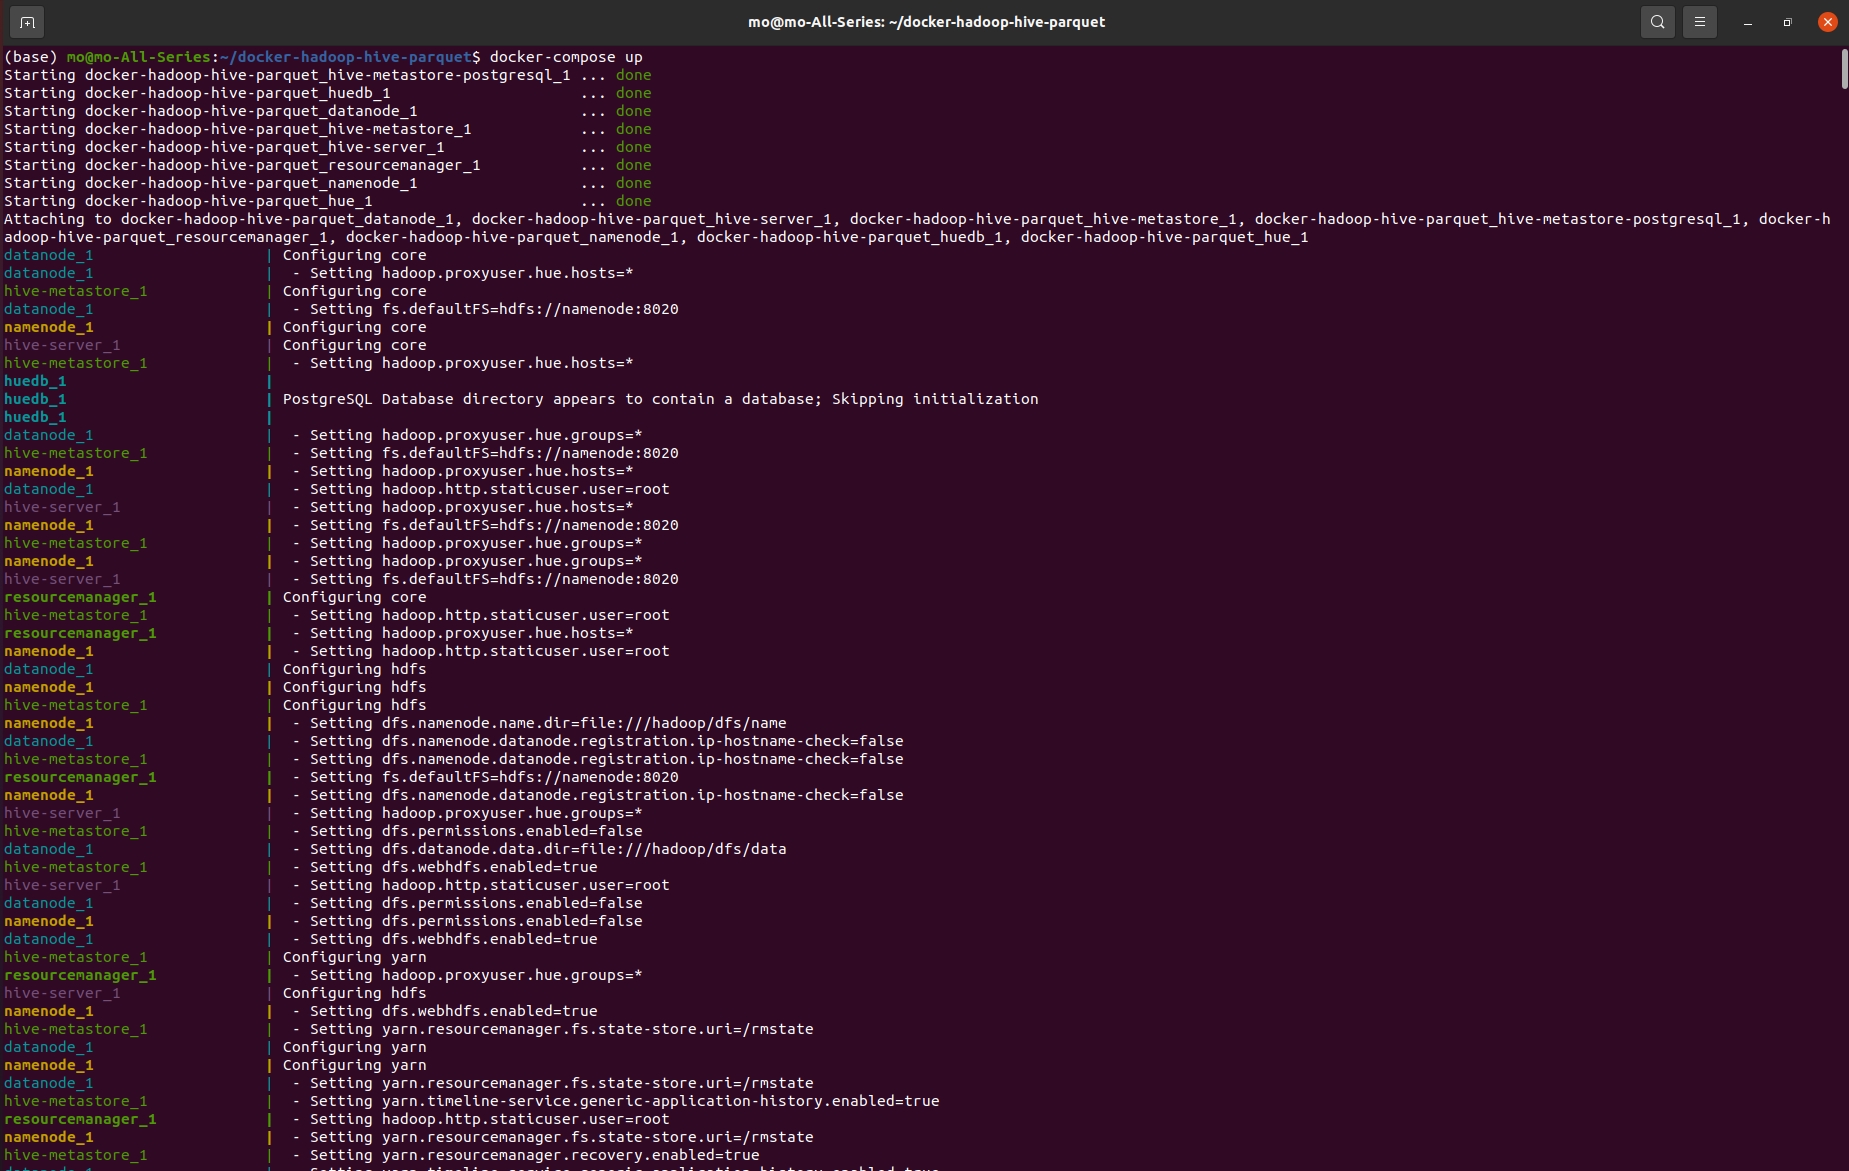 mo@mo-All-Series: ~/docker-hadoop-hive-parquet
(base) mo@mo-All-Series:~/docker-hadoop-hive-parquet$ docker-compose up
Starting docker-hadoop-hive-parquet_hive-metastore-postgresql_1 ... done
Starting docker-hadoop-hive-parquet_huedb_1                     ... done
Starting docker-hadoop-hive-parquet_datanode_1                  ... done
Starting docker-hadoop-hive-parquet_hive-metastore_1            ... done
Starting docker-hadoop-hive-parquet_hive-server_1               ... done
Starting docker-hadoop-hive-parquet_resourcemanager_1           ... done
Starting docker-hadoop-hive-parquet_namenode_1                  ... done
Starting docker-hadoop-hive-parquet_hue_1                       ... done
Attaching to docker-hadoop-hive-parquet_datanode_1, docker-hadoop-hive-parquet_hive-server_1, docker-hadoop-hive-parquet_hive-metastore_1, docker-hadoop-hive-parquet_hive-metastore-postgresql_1, docker-h
adoop-hive-parquet_resourcemanager_1, docker-hadoop-hive-parquet_namenode_1, docker-hadoop-hive-parquet_huedb_1, docker-hadoop-hive-parquet_hue_1
datanode_1                   | Configuring core
datanode_1                   |  - Setting hadoop.proxyuser.hue.hosts=*
hive-metastore_1             | Configuring core
datanode_1                   |  - Setting fs.defaultFS=hdfs://namenode:8020
namenode_1                   | Configuring core
hive-server_1                | Configuring core
hive-metastore_1             |  - Setting hadoop.proxyuser.hue.hosts=*
huedb_1                      |
huedb_1                      | PostgreSQL Database directory appears to contain a database; Skipping initialization
huedb_1                      |
datanode_1                   |  - Setting hadoop.proxyuser.hue.groups=*
hive-metastore_1             |  - Setting fs.defaultFS=hdfs://namenode:8020
namenode_1                   |  - Setting hadoop.proxyuser.hue.hosts=*
datanode_1                   |  - Setting hadoop.http.staticuser.user=root
hive-server_1                |  - Setting hadoop.proxyuser.hue.hosts=*
namenode_1                   |  - Setting fs.defaultFS=hdfs://namenode:8020
hive-metastore_1             |  - Setting hadoop.proxyuser.hue.groups=*
namenode_1                   |  - Setting hadoop.proxyuser.hue.groups=*
hive-server_1                |  - Setting fs.defaultFS=hdfs://namenode:8020
resourcemanager_1            | Configuring core
hive-metastore_1             |  - Setting hadoop.http.staticuser.user=root
resourcemanager_1            |  - Setting hadoop.proxyuser.hue.hosts=*
namenode_1                   |  - Setting hadoop.http.staticuser.user=root
datanode_1                   | Configuring hdfs
namenode_1                   | Configuring hdfs
hive-metastore_1             | Configuring hdfs
namenode_1                   |  - Setting dfs.namenode.name.dir=file:///hadoop/dfs/name
datanode_1                   |  - Setting dfs.namenode.datanode.registration.ip-hostname-check=false
hive-metastore_1             |  - Setting dfs.namenode.datanode.registration.ip-hostname-check=false
resourcemanager_1            |  - Setting fs.defaultFS=hdfs://namenode:8020
namenode_1                   |  - Setting dfs.namenode.datanode.registration.ip-hostname-check=false
hive-server_1                |  - Setting hadoop.proxyuser.hue.groups=*
hive-metastore_1             |  - Setting dfs.permissions.enabled=false
datanode_1                   |  - Setting dfs.datanode.data.dir=file:///hadoop/dfs/data
hive-metastore_1             |  - Setting dfs.webhdfs.enabled=true
hive-server_1                |  - Setting hadoop.http.staticuser.user=root
datanode_1                   |  - Setting dfs.permissions.enabled=false
namenode_1                   |  - Setting dfs.permissions.enabled=false
datanode_1                   |  - Setting dfs.webhdfs.enabled=true
hive-metastore_1             | Configuring yarn
resourcemanager_1            |  - Setting hadoop.proxyuser.hue.groups=*
hive-server_1                | Configuring hdfs
namenode_1                   |  - Setting dfs.webhdfs.enabled=true
hive-metastore_1             |  - Setting yarn.resourcemanager.fs.state-store.uri=/rmstate
datanode_1                   | Configuring yarn
namenode_1                   | Configuring yarn
datanode_1                   |  - Setting yarn.resourcemanager.fs.state-store.uri=/rmstate
hive-metastore_1             |  - Setting yarn.timeline-service.generic-application-history.enabled=true
resourcemanager_1            |  - Setting hadoop.http.staticuser.user=root
namenode_1                   |  - Setting yarn.resourcemanager.fs.state-store.uri=/rmstate
hive-metastore_1             |  - Setting yarn.resourcemanager.recovery.enabled=true